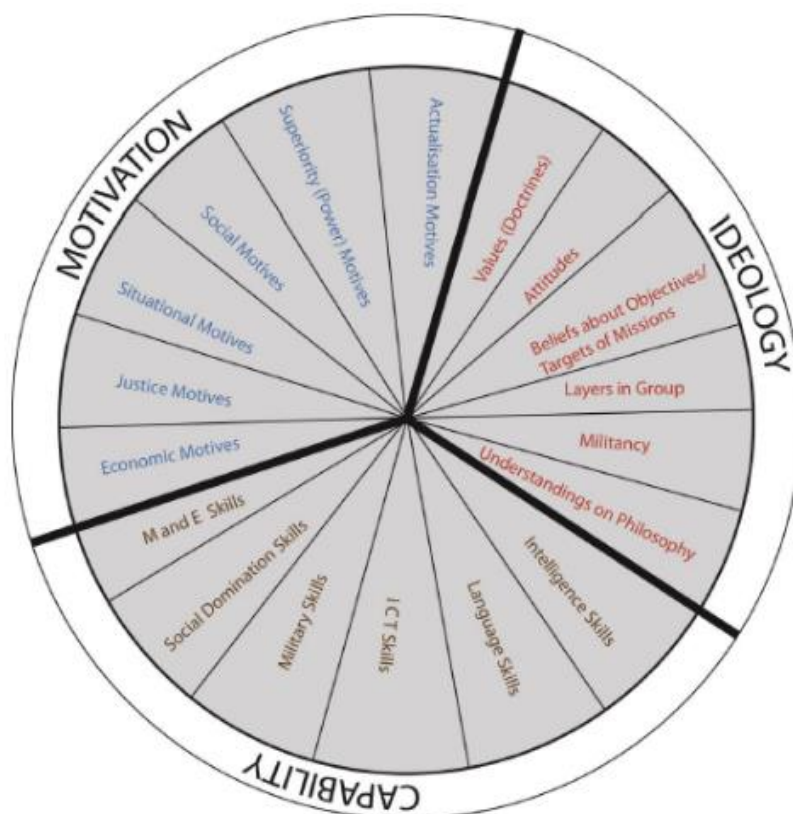 MOTIVATION
Economic Motives
Justice Motives
Situational Motives
Social Motives
Superiority (Power) Motives
Actualisation Motives
IDEOLOGY
Values (Doctrines)
Attitudes
Beliefs about Objectives/
Targets of Missions
Layers in Group
Militancy
Understandings on Philosophy
CAPABILITY
Intelligence Skills
Language Skills
I C T Skills
Military Skills
Social Domination Skills
M and E Skills